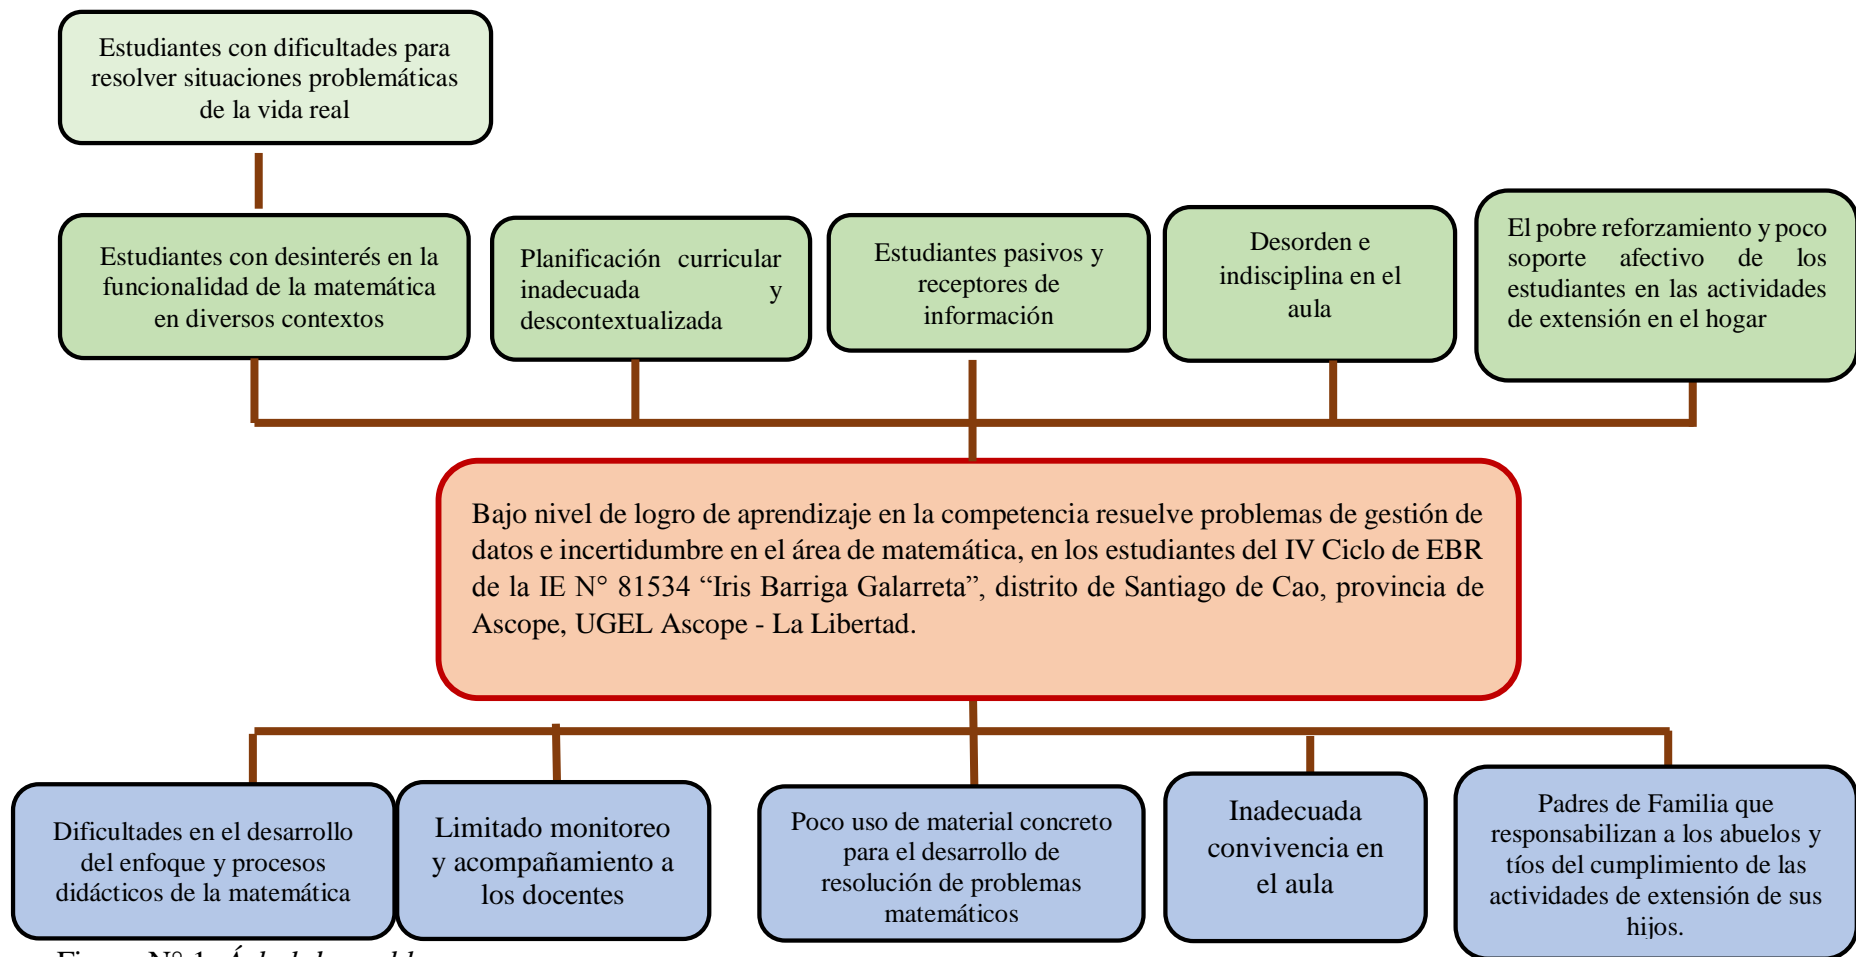 Estudiantes con dificultades para
resolver situaciones problemáticas
de la vida real
Estudiantes con desinterés en la
funcionalidad de la matemática
en diversos contextos
Planificación curricular
inadecuada y
descontextualizada
Estudiantes pasivos y
receptores de
información
Desorden e
indisciplina en el
aula
El pobre reforzamiento y poco
soporte afectivo de los
estudiantes en las actividades
de extensión en el hogar
Bajo nivel de logro de aprendizaje en la competencia resuelve problemas de gestión de
datos e incertidumbre en el área de matemática, en los estudiantes del IV Ciclo de EBR
de la IE N° 81534 “Iris Barriga Galarreta”, distrito de Santiago de Cao, provincia de
Ascope, UGEL Ascope - La Libertad.
Dificultades en el desarrollo
del enfoque y procesos
didácticos de la matemática
Limitado monitoreo
y acompañamiento a
los docentes
Poco uso de material concreto
para el desarrollo de
resolución de problemas
matemáticos
Inadecuada
convivencia en
el aula
Padres de Familia que
responsabilizan a los abuelos y
tíos del cumplimiento de las
actividades de extensión de sus
hijos.
N° 1